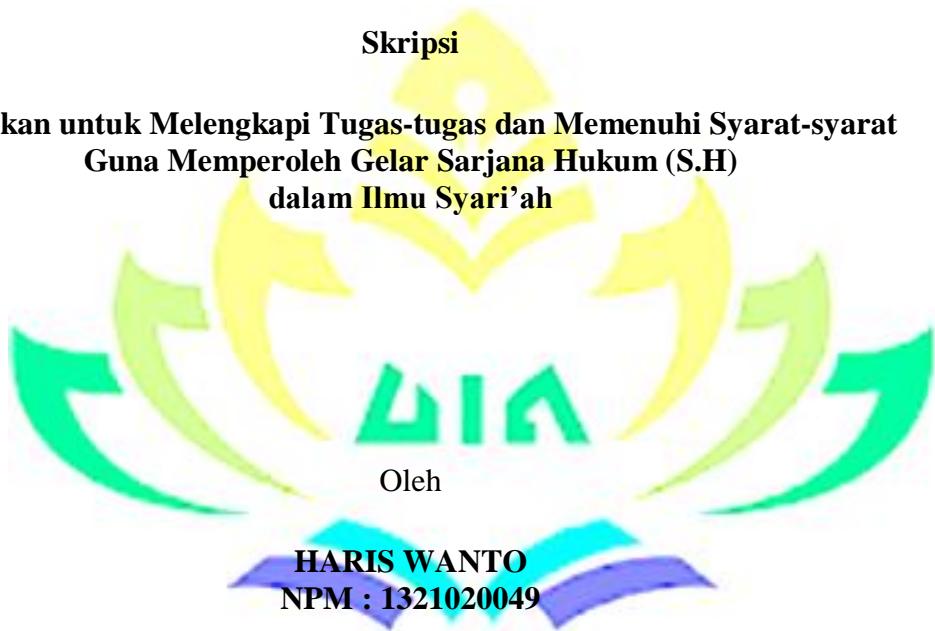 Skripsi
kan untuk Melengkapi Tugas-tugas dan Memenuhi Syarat-syarat
Guna Memperoleh Gelar Sarjana Hukum (S.H)
dalam Ilmu Syari’ah
UIN
Oleh
HARIS WANTO
NPM : 1321020049